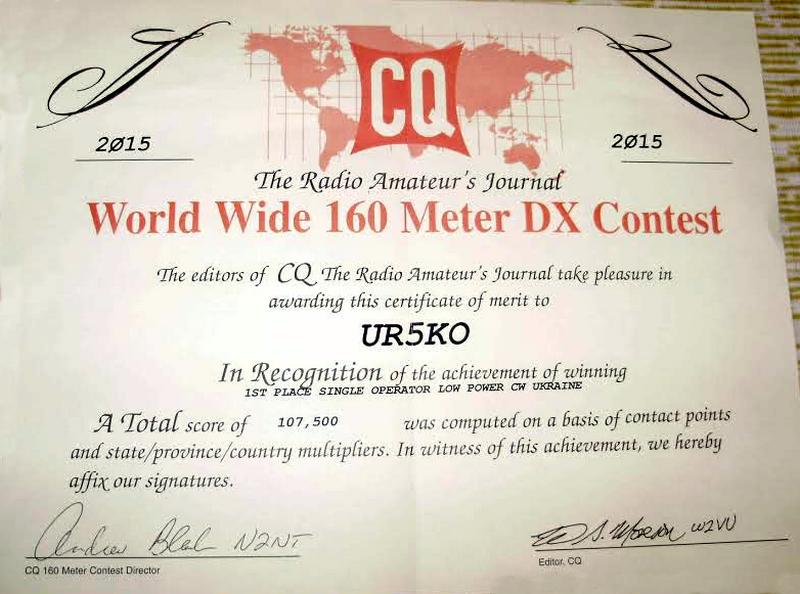 CQ
2Ø15
2Ø15
The Radio Amateur's Journal
World Wide 160 Meter DX Contest
The editors of CQ The Radio Amateur's Journal take pleasure in
awarding this certificate of merit to
UR5KO
In Recognition of the achievement of winning
1ST PLACE SINGLE OPERATOR LOW POWER CW UKRAINE
A Total score of 107,500 was computed on a basis of contact points
and state/province/country multipliers. In witness of this achievement, we hereby
affix our signatures.
N2NT
W2VU
CQ 160 Meter Contest Director
Editor, CQ